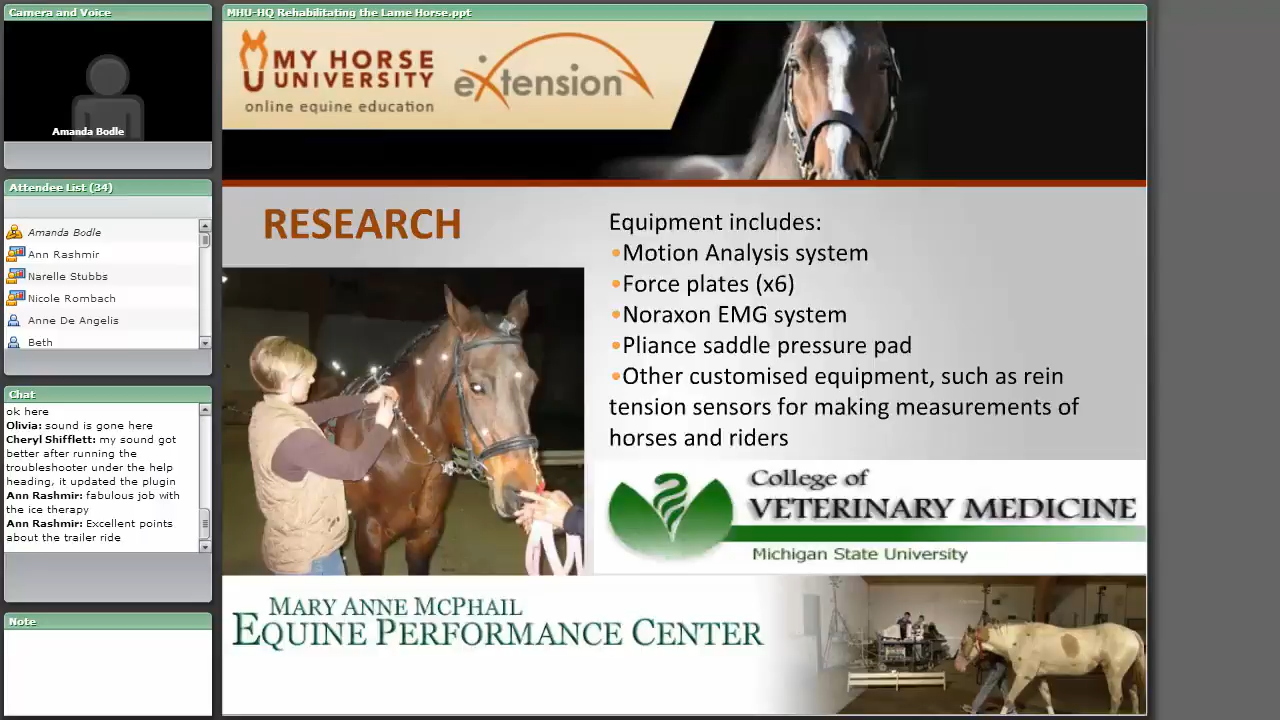 Camera and Voice
Amanda Bodle
Attendee List (34)
Amanda Bodle
Ann Rashmir
Narelle Stubbs
Nicole Rombach
Anne De Angelis
Beth
Chat
ok here
Olivia: sound is gone here
Cheryl Shifflett: my sound got
better after running the
troubleshooter under the help
heading, it updated the plugin
Ann Rashmir: fabulous job with
the ice therapy
Ann Rashmir: Excellent points
about the trailer ride
Note
MHU-HQ Rehabilitating the Lame Horse.ppt
MY HORSE
UNIVERSITY
online equine education
eXtension
RESEARCH
Equipment includes:
•Motion Analysis system
•Force plates (x6)
•Noraxon EMG system
•Pliance saddle pressure pad
•Other customised equipment, such as rein
tension sensors for making measurements of
horses and riders
College of
VETERINARY MEDICINE
Michigan State University
MARY ANNE MCPHAIL
EQUINE PERFORMANCE CENTER